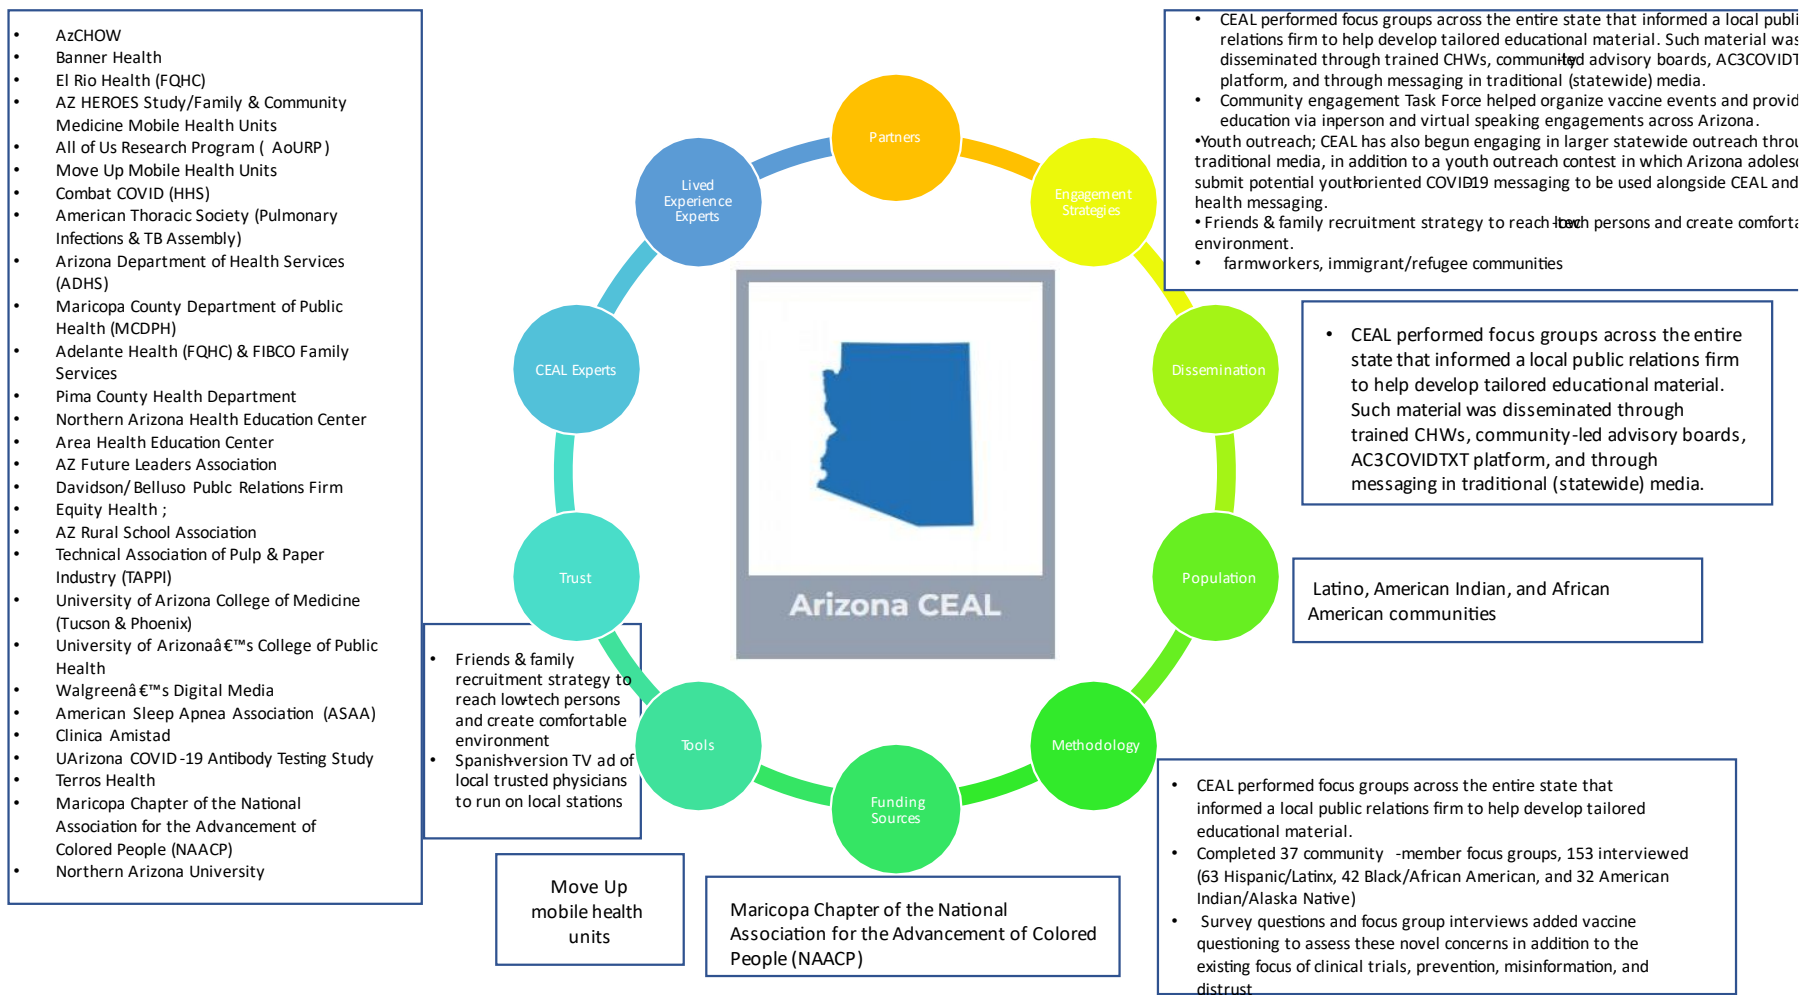 • AzCHOW
• Banner Health
• El Rio Health (FQHC)
• AZ HEROES Study/Family & Community
Medicine Mobile Health Units
• All of Us Research Program ( AoURP)
• Move Up Mobile Health Units
• Combat COVID (HHS)
• American Thoracic Society (Pulmonary
Infections & TB Assembly)
• Arizona Department of Health Services
(ADHS)
• Maricopa County Department of Public
Health (MCDPH)
• Adelante Health (FQHC) & FIBCO Family
Services
• Pima County Health Department
• Northern Arizona Health Education Center
• Area Health Education Center
• AZ Future Leaders Association
• Davidson/Belluso Publc Relations Firm
• Equity Health ;
• AZ Rural School Association
• Technical Association of Pulp & Paper
Industry (TAPPI)
• University of Arizona College of Medicine
(Tucson & Phoenix)
• University of Arizonaâ€™s College of Public
Health
• Walgreenâ€™s Digital Media
• American Sleep Apnea Association (ASAA)
• Clinica Amistad
• UArizona COVID-19 Antibody Testing Study
• Terros Health
• Maricopa Chapter of the National
Association for the Advancement of
Colored People (NAACP)
• Northern Arizona University
Partners
Engagement
Strategies
Dissemination
Population
Methodology
Funding
Sources
Tools
Trust
CEAL Experts
Lived
Experience
Experts
Arizona CEAL
• CEAL performed focus groups across the entire state that informed a local publi
relations firm to help develop tailored educational material. Such material was
disseminated through trained CHWs, community-led advisory boards, AC3COVIDT
platform, and through messaging in traditional (statewide) media.
• Community engagement Task Force helped organize vaccine events and provid
education via in-person and virtual speaking engagements across Arizona.
•Youth outreach; CEAL has also begun engaging in larger statewide outreach throu
traditional media, in addition to a youth outreach contest in which Arizona adolesc
submit potential youth-oriented COVID-19 messaging to be used alongside CEAL and
health messaging.
• Friends & family recruitment strategy to reach low-tech persons and create comforta
environment.
• farmworkers, immigrant/refugee communities
• CEAL performed focus groups across the entire
state that informed a local public relations firm
to help develop tailored educational material.
Such material was disseminated through
trained CHWs, community-led advisory boards,
AC3COVIDTXT platform, and through
messaging in traditional (statewide) media.
Latino, American Indian, and African
American communities
• CEAL performed focus groups across the entire state that
informed a local public relations firm to help develop tailored
educational material.
• Completed 37 community -member focus groups, 153 interviewed
(63 Hispanic/Latinx, 42 Black/African American, and 32 American
Indian/Alaska Native)
• Survey questions and focus group interviews added vaccine
questioning to assess these novel concerns in addition to the
existing focus of clinical trials, prevention, misinformation, and
distrust
Maricopa Chapter of the National
Association for the Advancement of Colored
People (NAACP)
Move Up
mobile health
units
• Friends & family
recruitment strategy to
reach low-tech persons
and create comfortable
environment
• Spanish-version TV ad of
local trusted physicians
to run on local stations